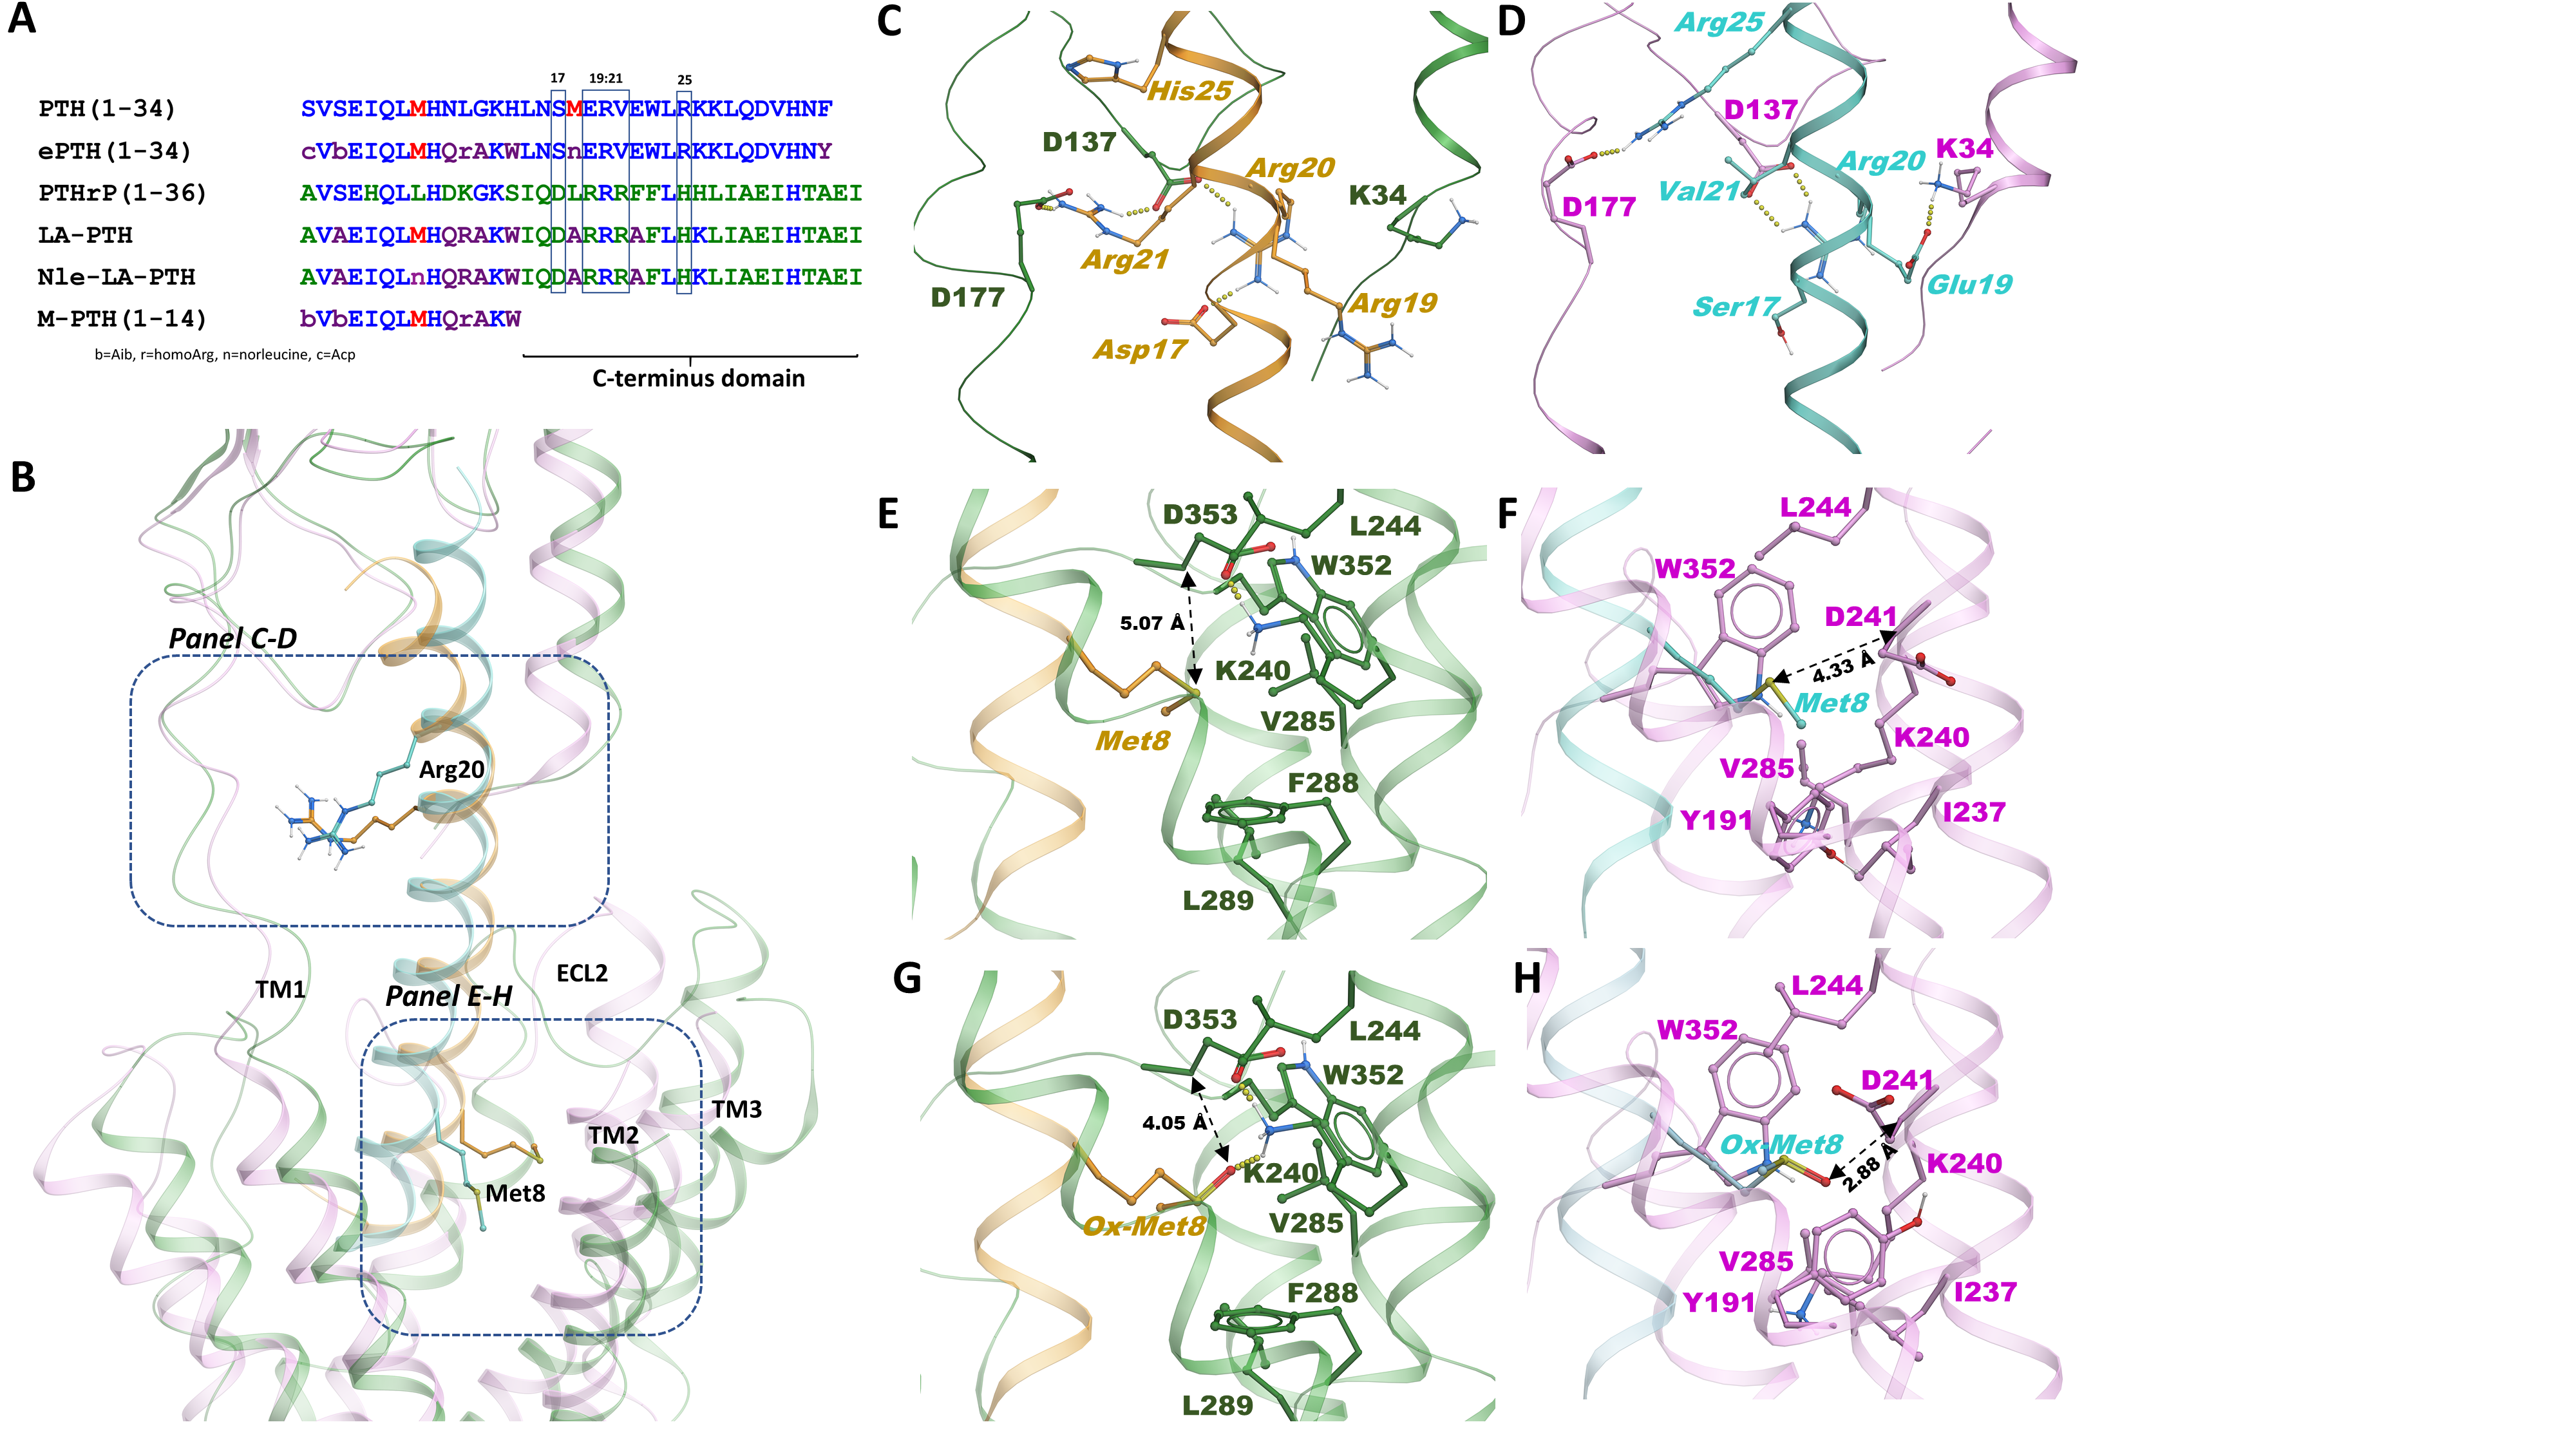 A
17 19:21 25
PTH(1-34) SVSEIQLMHNLGKHLNSMERVEWLRKKLQDVHNF
ePTH(1-34) cVbEIQLMHQrAKWLNSnERVEWLRKKLQDVHNY
PTHrP(1-36) AVSEHQLLHDKGKSIQDLRRRFFLHHLIAEIHTAEI
LA-PTH AVAEIQLMHQRAKWIQDARRRAFLHKLIAEIHTAEI
Nle-LA-PTH AVAEIQLnHQRAKWIQDARRRAFLHKLIAEIHTAEI
M-PTH(1-14) bVbEIQLMHQrAKW
b=Aib, r=homoArg, n=norleucine, c=Acp
C-terminus domain
B
Panel C-D
Arg20
TM1
ECL2
Panel E-H
TM3
TM2
Met8
C
His25
D137
Arg20
K34
Arg21
D177
Arg19
Asp17
D
Arg25
D137
K34
Arg20
Val21
D177
Glu19
Ser17
E
D353
L244
W352
5.07 Å
K240
V285
Met8
F288
L289
F
L244
W352
D241
4.33 Å
Met8
K240
V285
Y191
I237
G
D353
L244
W352
4.05 Å
K240
V285
Ox-Met8
F288
L289
H
L244
W352
D241
Ox-Met8
2.88 Å
K240
V285
Y191
I237